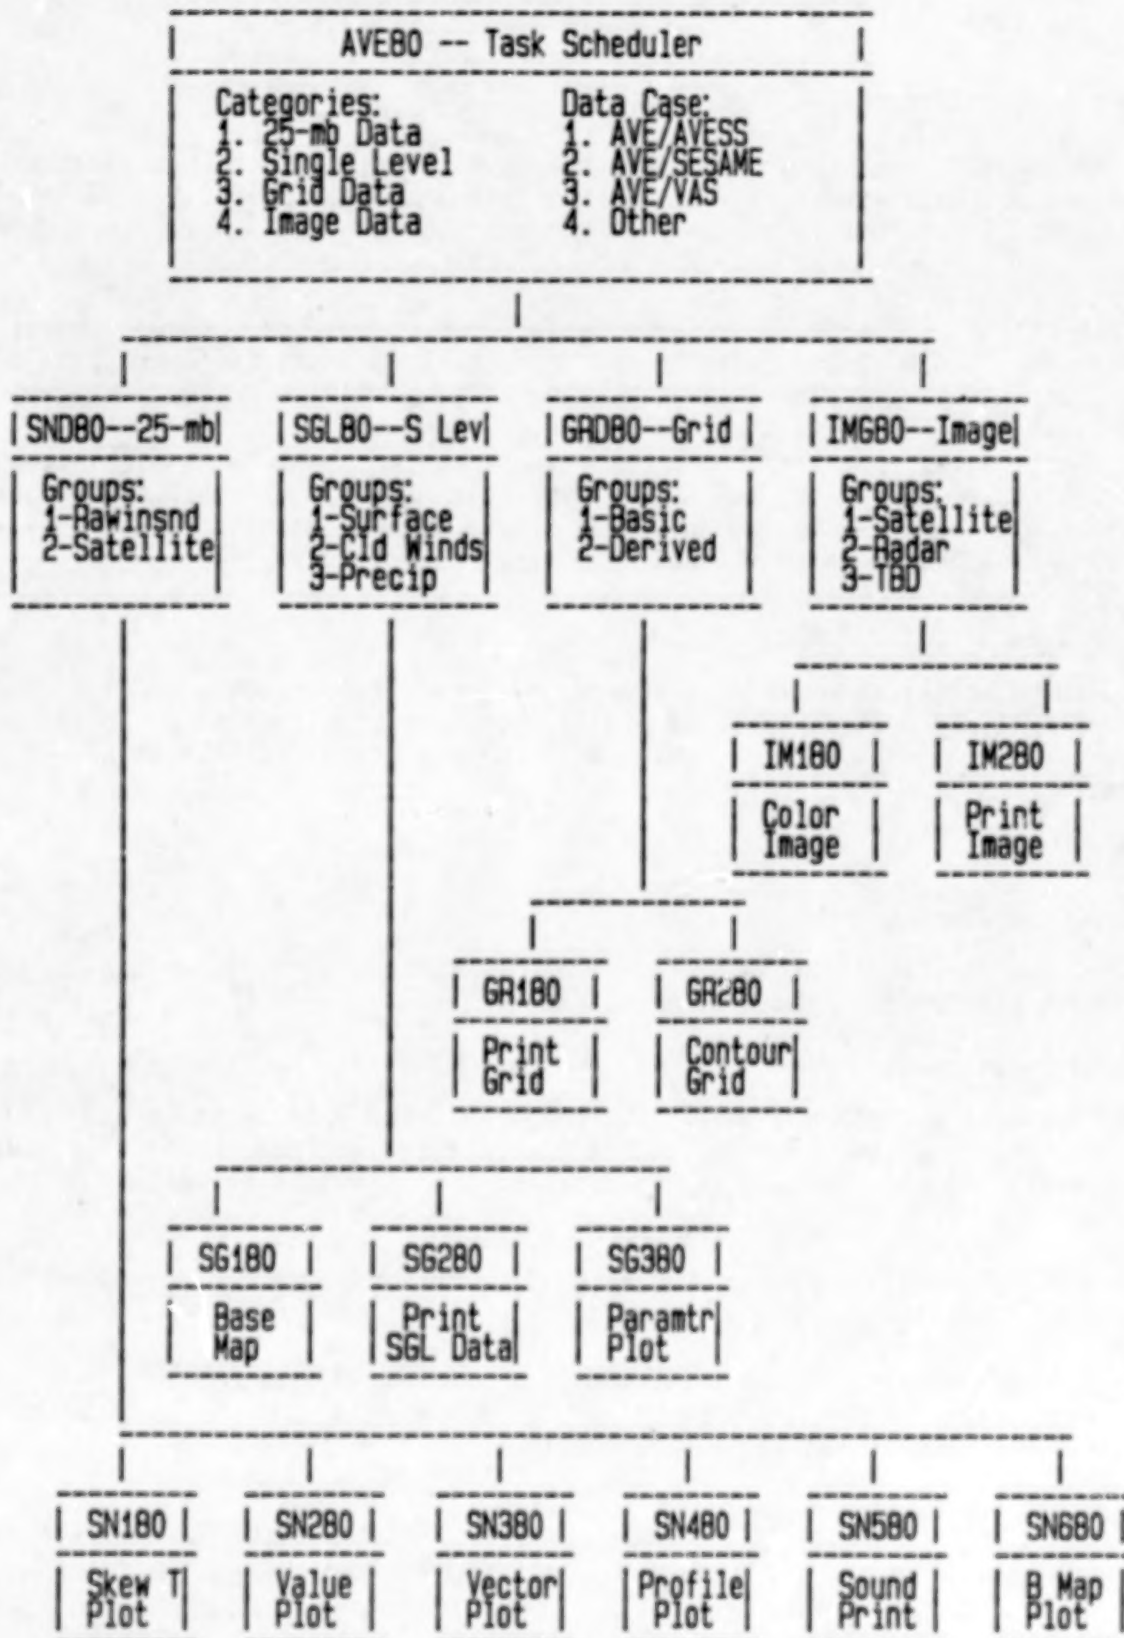 AVE80 -- Task Scheduler
Categories: Data Case:
1. 25-mb Data 1. AVE/AVESS
2. Single Level 2. AVE/SESAME
3. Grid Data 3. AVE/VAS
4. Image Data 4. Other
SND80--25-mb SGL80--S Lev GRD80--Grid IMG80--Image
Groups: Groups: Groups: Groups:
1-Rawinsnd 1-Surface 1-Basic 1-Satellite
2-Satellite 2-Cld Winds 2-Derived 2-Radar
3-Precip 3-TBD
IM180 IM280
Color Print
Image Image
GR180 GR280
Print Contour
Grid Grid
SG180 SG280 SG380
Base Print Paramtr
Map SGL Data Plot
SN180 SN280 SN380 SN480 SN580 SN680
Skew T Value Vector Profile Sound B Map
Plot Plot Plot Plot Print Plot